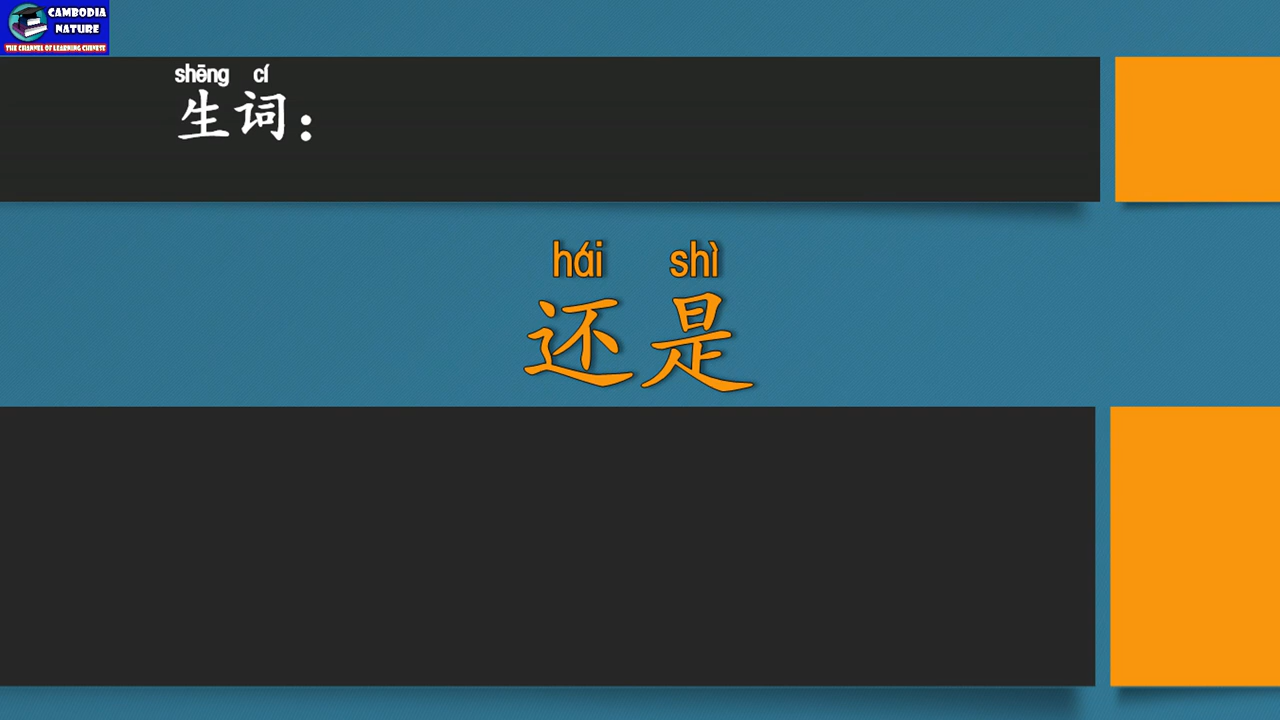 CAMBODIA
NATURE
THE CHANNEL OF LEARNING CHINESE
shēng cí
生词：
hái shì
还是